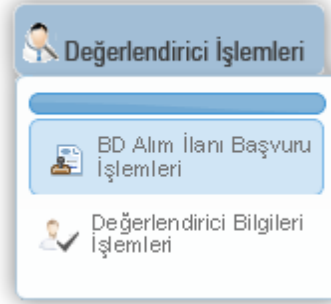 Değerlendirici İşlemleri
BD Alım İlanı Başvuru
İşlemleri
Değerlendirici Bilgileri
İşlemleri